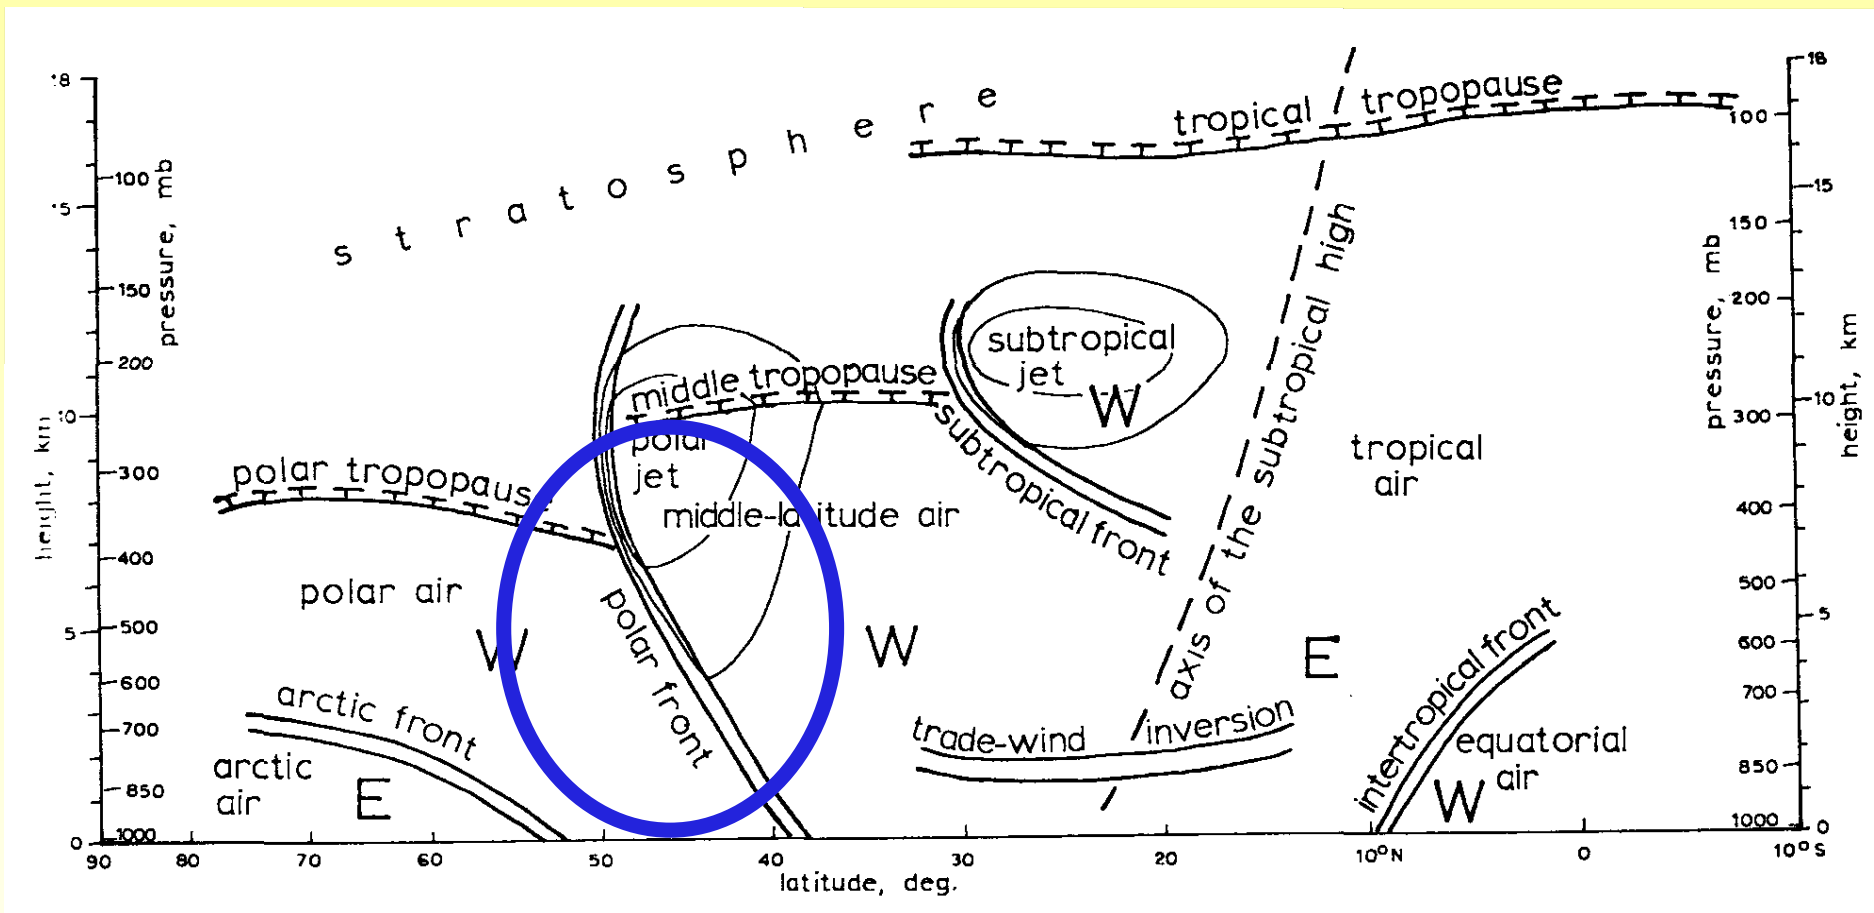 stratosphere
tropical tropopause
subtropical
jet
W
middle tropopause
polar
jet
middle-latitude air
polar tropopaus
subtropical front
axis of the subtropical high
tropical
air
polar air
W
polar front
W
E
arctic front
arctic
air
E
trade-wind inversion
intertropical front
equatorial
air
W
height, km
:8
:5
:0
5
0
pressure, mb
100
150
200
300
400
500
600
700
850
1000
pressure, mb
100
150
200
300
400
500
600
700
850
1000
height, km
18
15
10
5
0
90 80 70 60 50 40 30 20 10°N 0 10°S
latitude, deg.